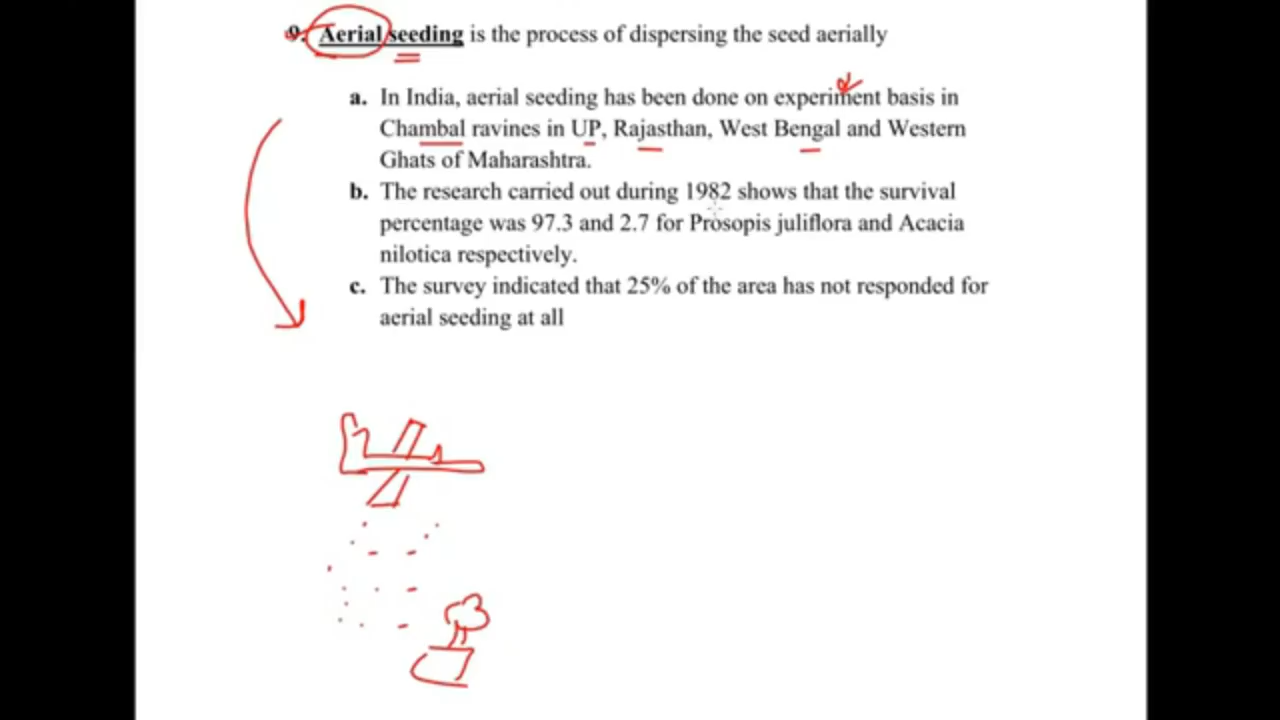 9. Aerial seeding is the process of dispersing the seed aerially
a. In India, aerial seeding has been done on experiment basis in
Chambal ravines in UP, Rajasthan, West Bengal and Western
Ghats of Maharashtra.
b. The research carried out during 1982 shows that the survival
percentage was 97.3 and 2.7 for Prosopis juliflora and Acacia
nilotica respectively.
c. The survey indicated that 25% of the area has not responded for
aerial seeding at all